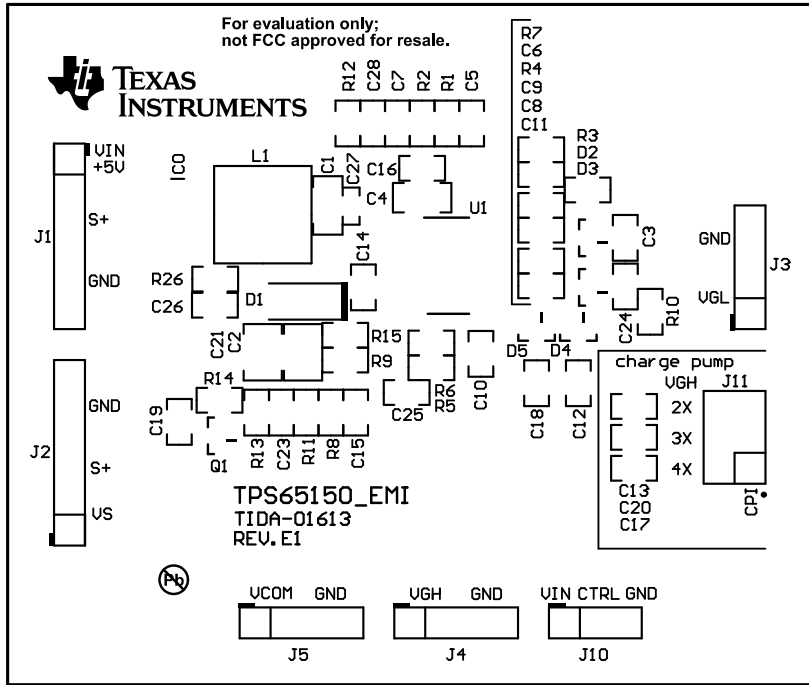 For evaluation only;
not FCC approved for resale.
TEXAS
INSTRUMENTS
R12
C28
C7
R2
R1
C5
R7
C6
R4
C9
C8
C11
R3
D2
D3
VIN
+5V
S+
GND
J1
ICO
L1
C1
C27
C16
C4
U1
C14
C3
GND
VGL
J3
R26
C26
D1
C24
R10
C21
C2
R15
R9
R6
R5
C10
D5
D4
C18
C12
charge pump
VGH
J11
2X
3X
4X
C13
C20
C17
CPI
GND
S+
VS
J2
R14
C19
Q1
R13
C23
R11
R8
C15
C25
TPS65150_EMI
TIDA-01613
REV.E1
Pb
VCOM GND
J5
VGH GND
J4
VIN CTRL GND
J10